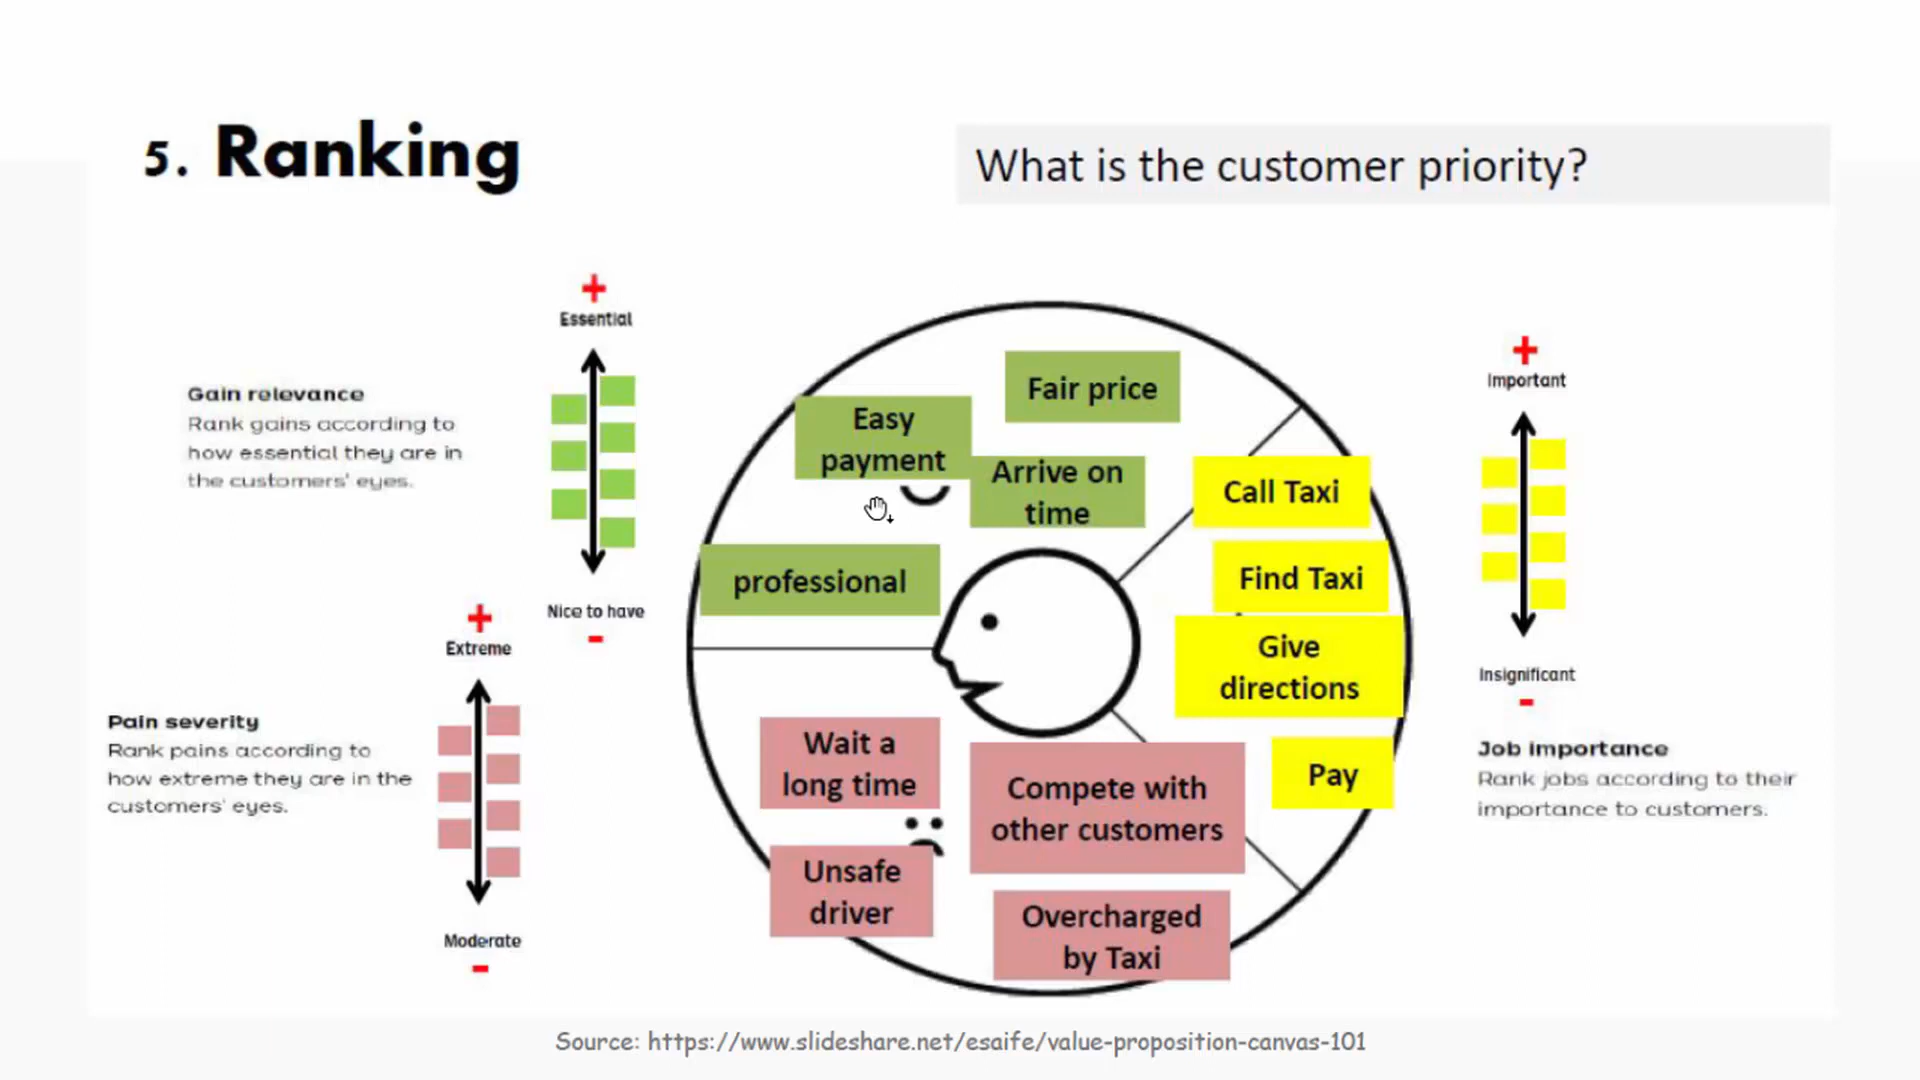 5. Ranking
What is the customer priority?
+
Essential
Gain relevance
Rank gains according to
how essential they are in
the customers' eyes.
Nice to have
-
+
Extreme
Pain severity
Rank pains according to
how extreme they are in the
customers' eyes.
Moderate
-
Fair price
Easy
payment
Arrive on
time
professional
Call Taxi
Find Taxi
Give
directions
Pay
Wait a
long time
Compete with
other customers
Unsafe
driver
Overcharged
by Taxi
+
Important
Insignificant
-
Job importance
Rank jobs according to their
importance to customers.
Source: https://www.slideshare.net/esaife/value-proposition-canvas-101